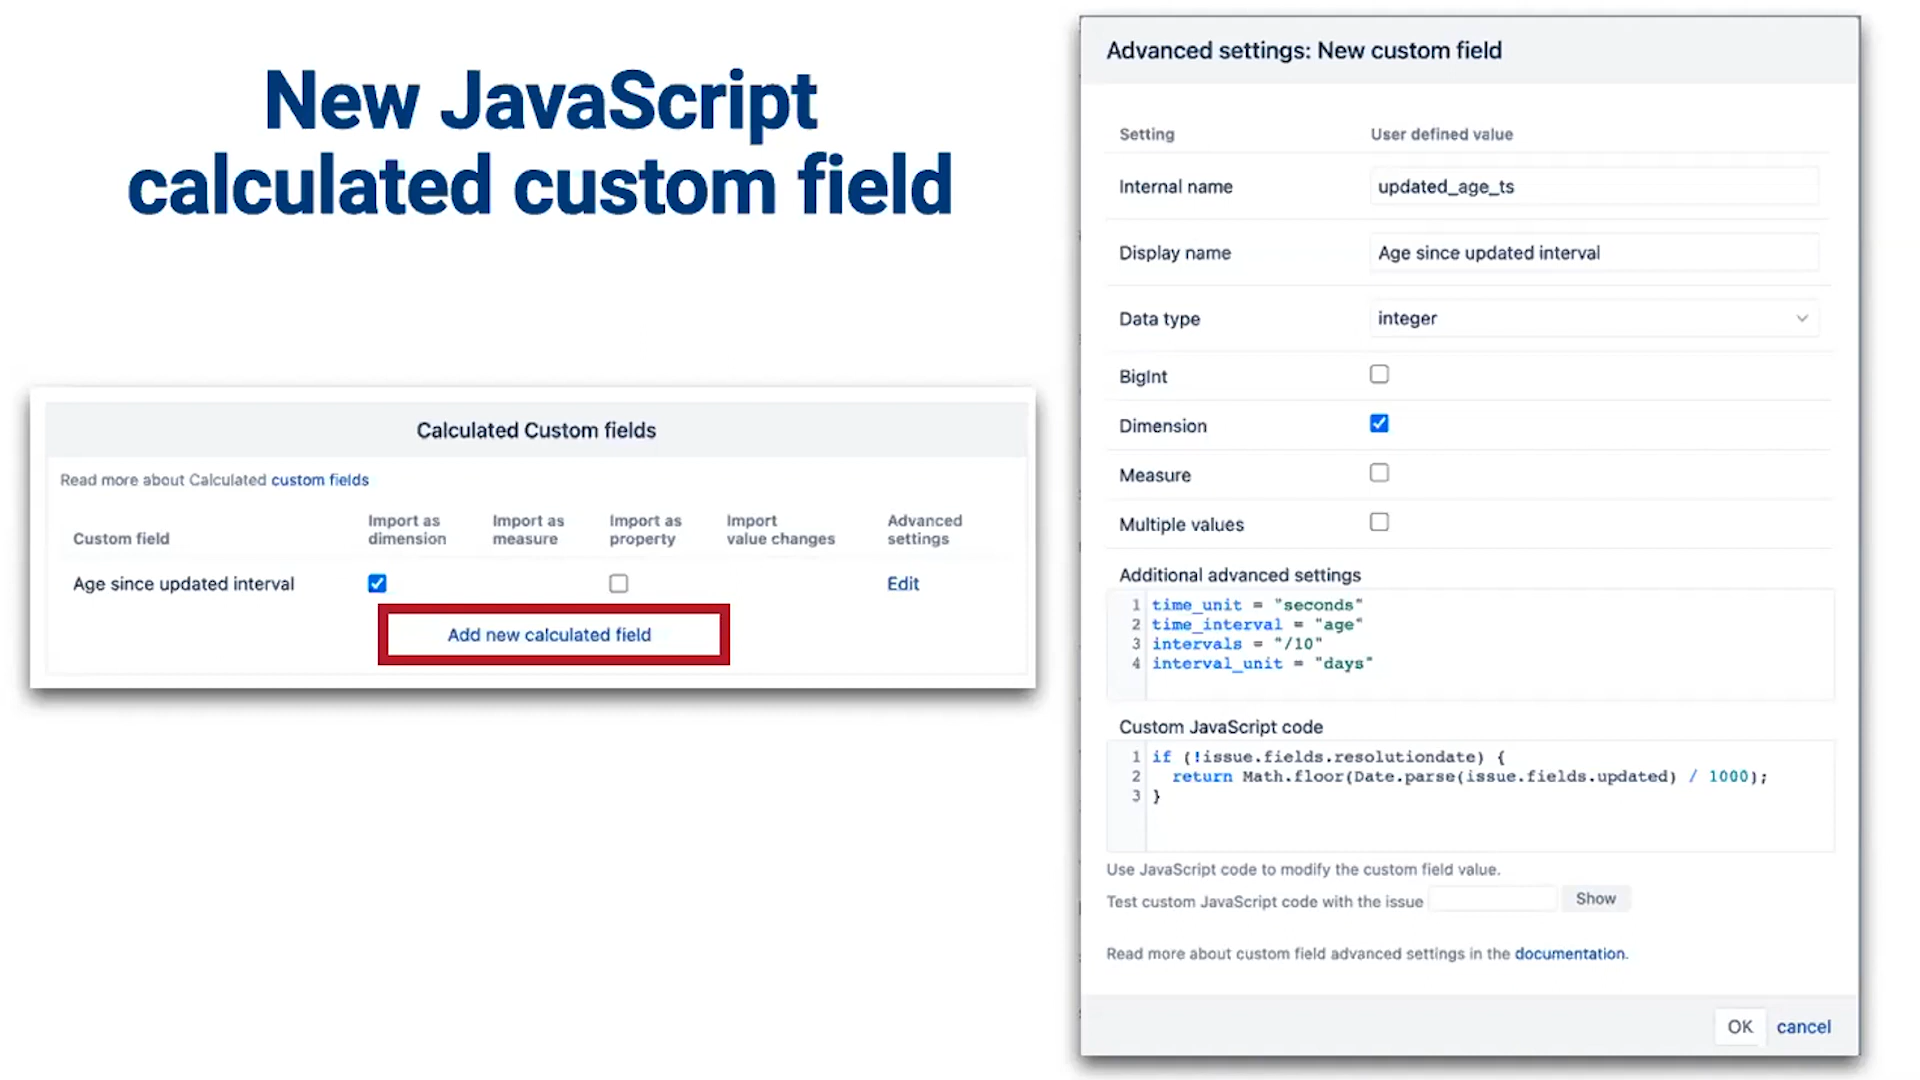 New JavaScript
calculated custom field
Calculated Custom fields
Read more about Calculated custom fields
Custom field
Import as dimension
Import as measure
Import as property
Import value changes
Advanced settings
Age since updated interval
Edit
Add new calculated field
Advanced settings: New custom field
Setting User defined value
Internal name updated_age_ts
Display name Age since updated interval
Data type integer
BigInt
Dimension
Measure
Multiple values
Additional advanced settings
1 time_unit = "seconds"
2 time_interval = "age"
3 intervals = "/10"
4 interval_unit = "days"
Custom JavaScript code
1 if (!issue.fields.resolutiondate) {
2 return Math.floor(Date.parse(issue.fields.updated) / 1000);
3 }
Use JavaScript code to modify the custom field value.
Test custom JavaScript code with the issue Show
Read more about custom field advanced settings in the documentation.
OK cancel